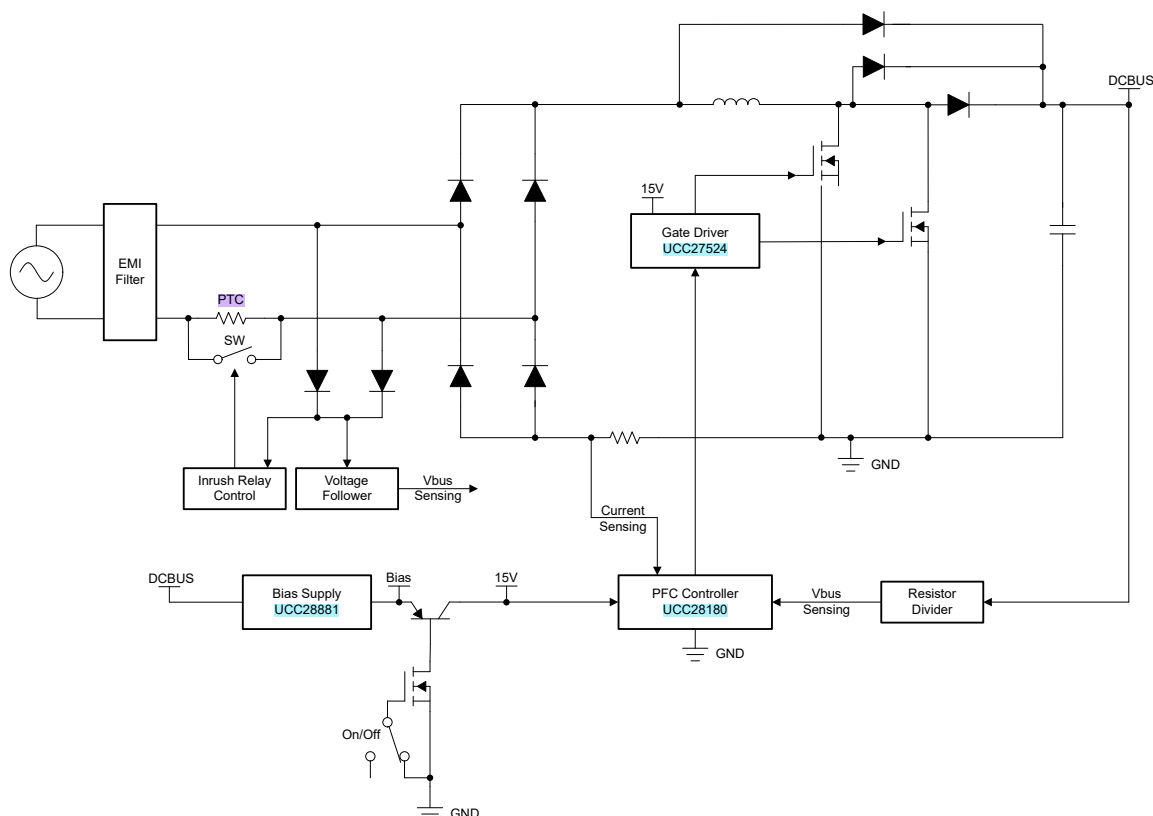 DCBUS
15V
Gate Driver
UCC27524
EMI
Filter
PTC
SW
GND
Inrush Relay
Control
Voltage
Follower
Vbus
Sensing
Current
Sensing
DCBUS
Bias Supply
UCC28881
Bias
15V
PFC Controller
UCC28180
Vbus
Sensing
Resistor
Divider
GND
On/Off
GND